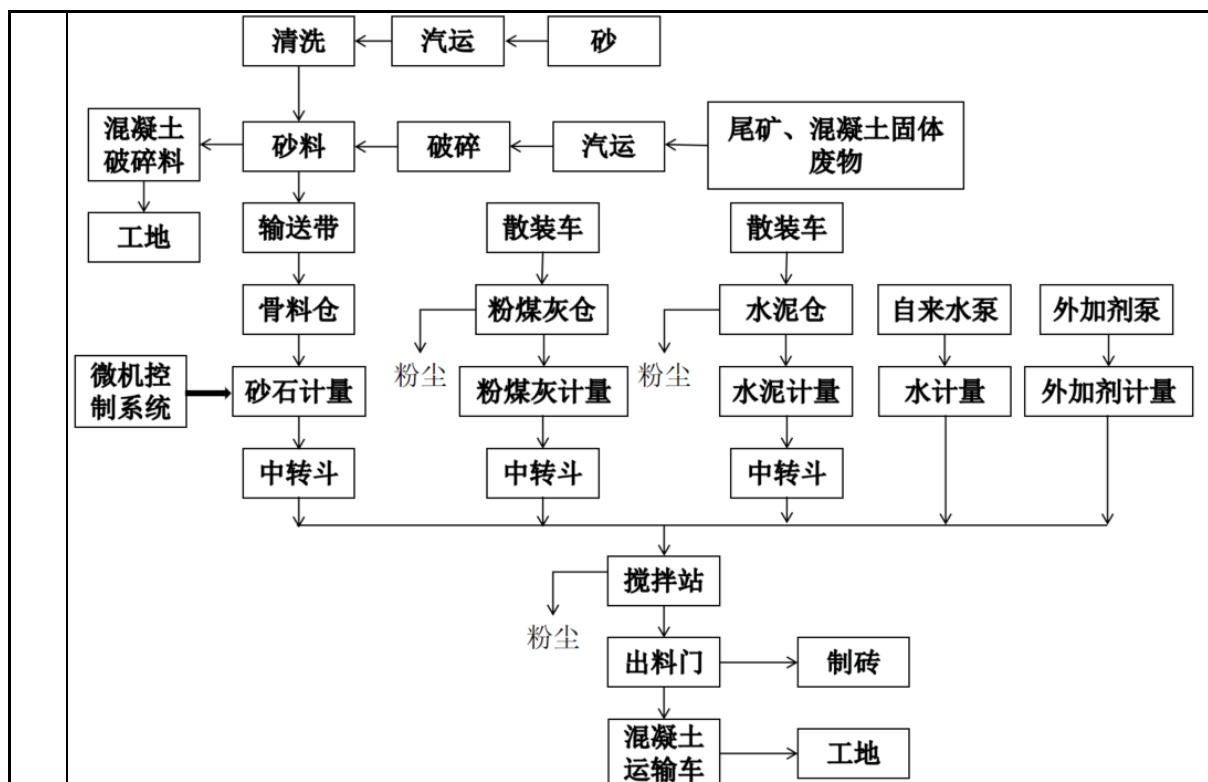 清洗
汽运
砂
混凝土
破碎料
砂料
破碎
汽运
尾矿、混凝土固体
废物
工地
输送带
散装车
散装车
骨料仓
粉煤灰仓
水泥仓
自来水泵
外加剂泵
粉尘
粉尘
微机控
制系统
砂石计量
粉煤灰计量
水泥计量
水计量
外加剂计量
中转斗
中转斗
中转斗
搅拌站
粉尘
出料门
制砖
混凝土
运输车
工地